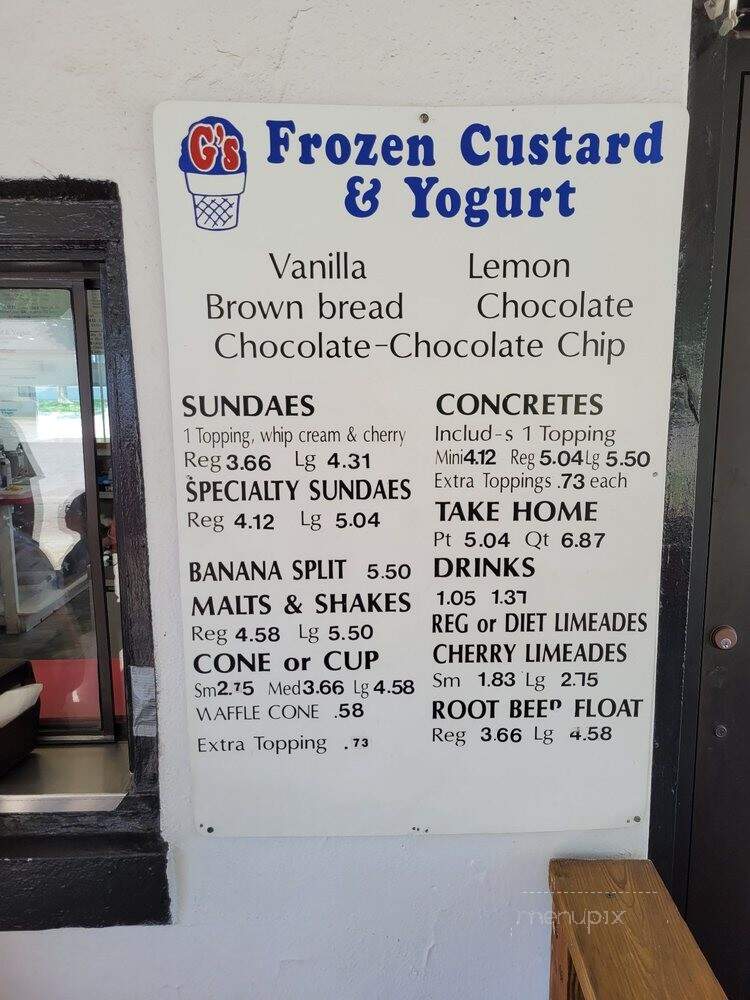 G's
Frozen Custard
& Yogurt
Vanilla Lemon
Brown bread Chocolate
Chocolate-Chocolate Chip
SUNDAES
1 Topping, whip cream & cherry
Reg 3.66 Lg 4.31
SPECIALTY SUNDAES
Reg 4.12 Lg 5.04
BANANA SPLIT 5.50
MALTS & SHAKES
Reg 4.58 Lg 5.50
CONE or CUP
Sm 2.75 Med 3.66 Lg 4.58
WAFFLE CONE .58
Extra Topping .73
CONCRETES
Includ-s 1 Topping
Mini 4.12 Reg 5.04 Lg 5.50
Extra Toppings .73 each
TAKE HOME
Pt 5.04 Qt 6.87
DRINKS
1.05 1.37
REG or DIET LIMEADES
CHERRY LIMEADES
Sm 1.83 Lg 2.75
ROOT BEER FLOAT
Reg 3.66 Lg 4.58
menupix